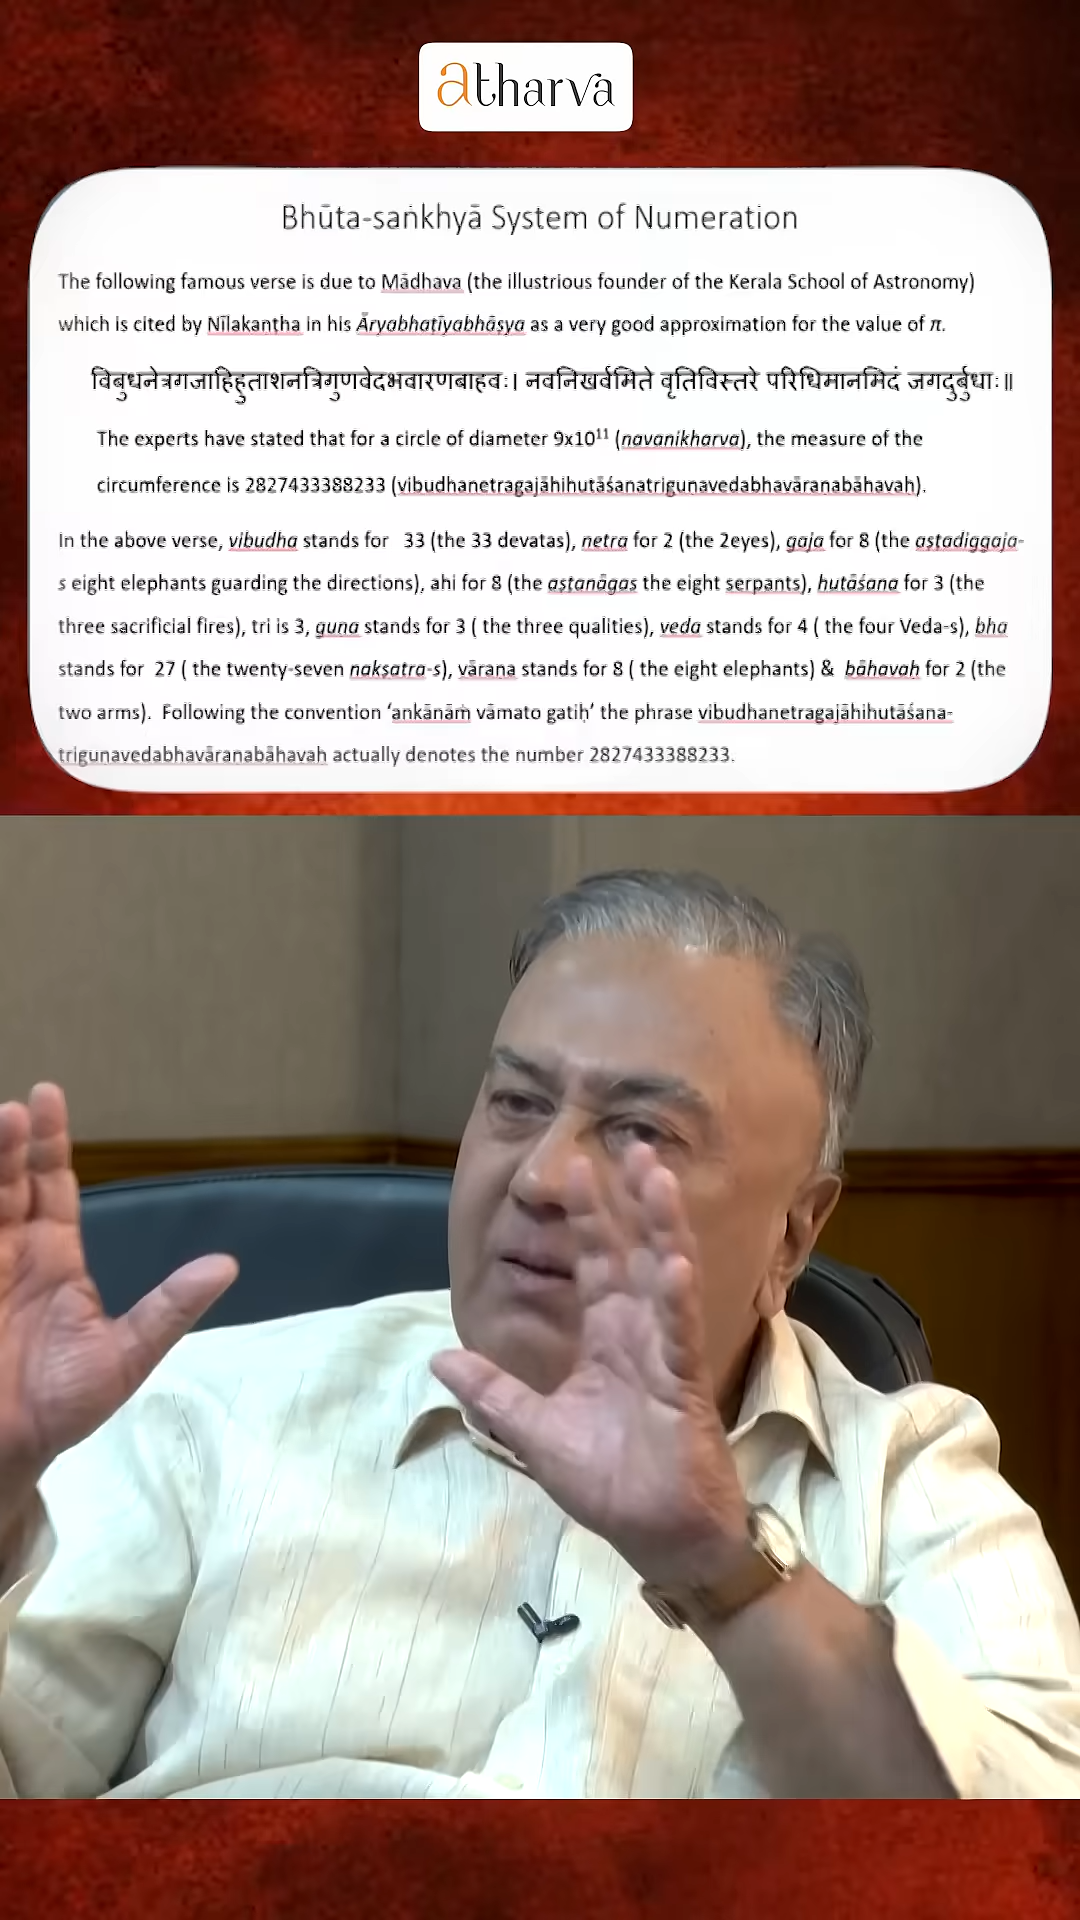 atharva
Bhūta-saṅkhyā System of Numeration
The following famous verse is due to Mādhava (the illustrious founder of the Kerala School of Astronomy)
which is cited by Nīlakaṇṭha in his Āryabhaṭīyabhāṣya as a very good approximation for the value of π.
विबुधनेत्रगजाहिहुताशनत्रिगुणवेदभवारणबाहवः। नवनिखर्वमिते वृतिविस्तरे परिधिमानमिदं जगदुर्बुधाः॥
The experts have stated that for a circle of diameter 9x10¹¹ (navanikharva), the measure of the
circumference is 2827433388233 (vibudhanetragajāhihutāśanatrigunavedabhavāranabāhavah).
In the above verse, vibudha stands for 33 (the 33 devatas), netra for 2 (the 2eyes), gaja for 8 (the aṣṭadiggaja-
s eight elephants guarding the directions), ahi for 8 (the aṣṭanāgas the eight serpants), hutāśana for 3 (the
three sacrificial fires), tri is 3, guṇa stands for 3 ( the three qualities), veda stands for 4 ( the four Veda-s), bha
stands for 27 ( the twenty-seven nakṣatra-s), vāraṇa stands for 8 ( the eight elephants) & bāhavaḥ for 2 (the
two arms). Following the convention ‘ankānāṁ vāmato gatiḥ’ the phrase vibudhanetragajāhihutāśana-
trigunavedabhavāranabāhavah actually denotes the number 2827433388233.